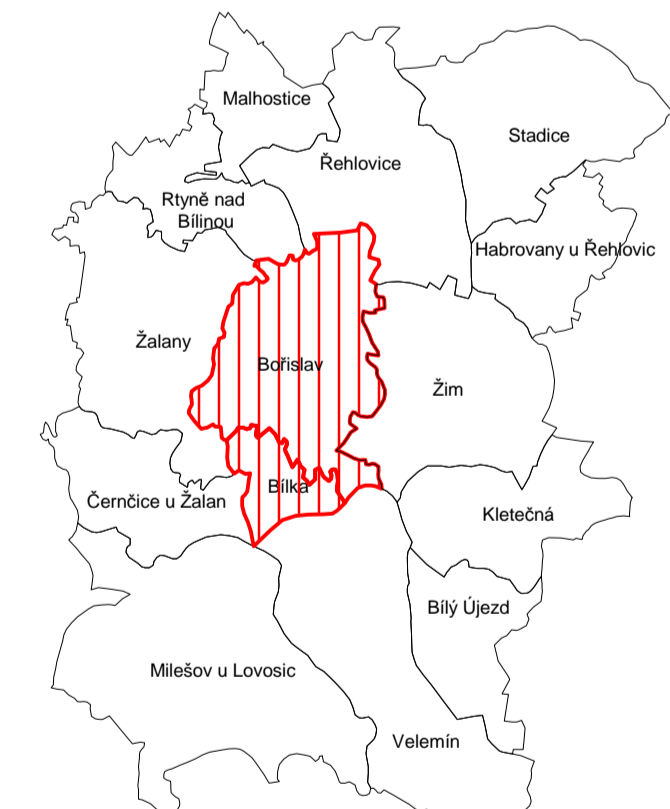 Malhostice
Stadice
Řehlovice
Rtyně nad
Bílinou
Habrovany u Řehlovic
Žalany
Bořislav
Žim
Bílka
Černčice u Žalan
Kletečná
Bílý Újezd
Milešov u Lovosic
Velemín